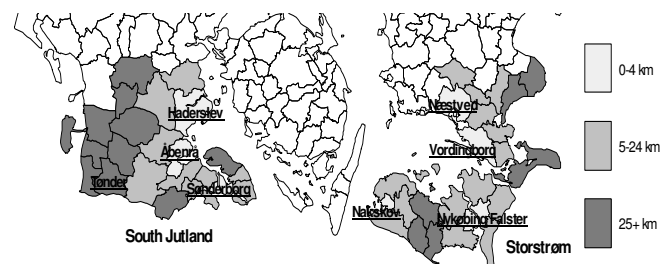 0-4 km
Haderslev
Næstved
5-24 km
Åbenrå
Vordingborg
Tønder
Sønderborg
Nakskov
Nykøbing Falster
25+ km
South Jutland
Storstrøm